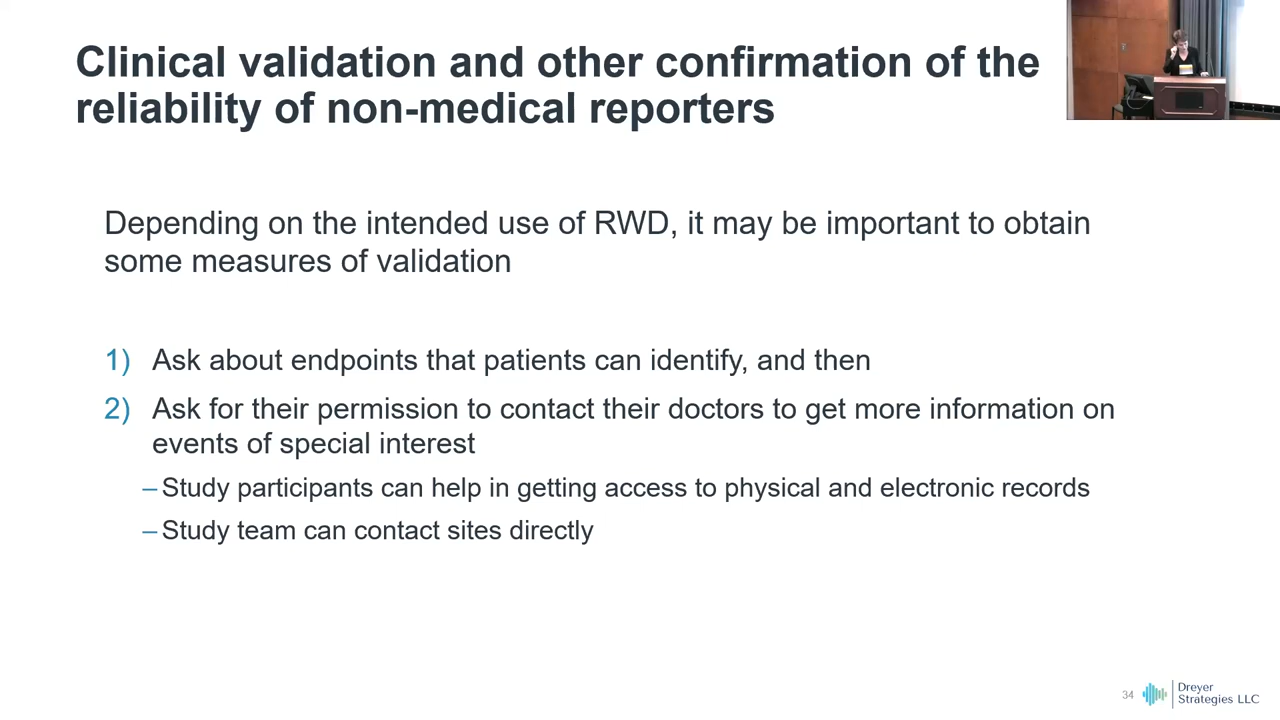 Clinical validation and other confirmation of the
reliability of non-medical reporters
Depending on the intended use of RWD, it may be important to obtain
some measures of validation
1) Ask about endpoints that patients can identify, and then
2) Ask for their permission to contact their doctors to get more information on
events of special interest
– Study participants can help in getting access to physical and electronic records
– Study team can contact sites directly
34
Dreyer
Strategies LLC